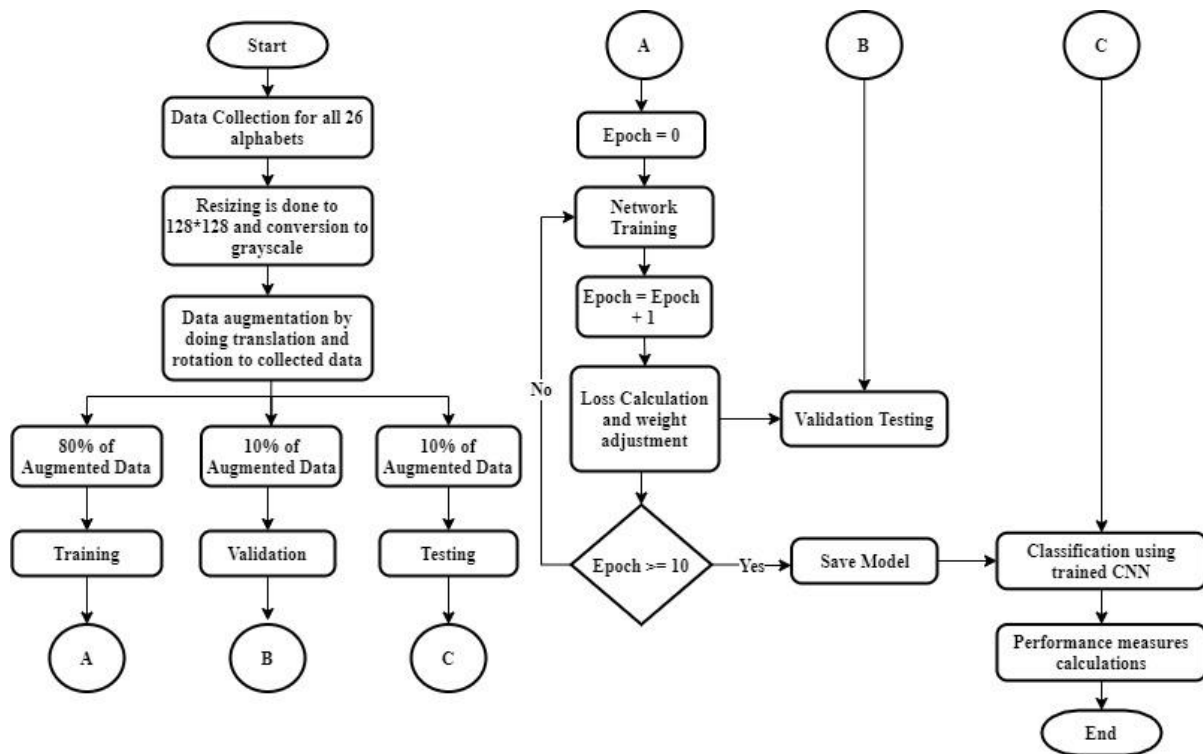 Start
Data Collection for all 26
alphabets
Resizing is done to
128*128 and conversion to
grayscale
Data augmentation by
doing translation and
rotation to collected data
80% of
Augmented Data
10% of
Augmented Data
10% of
Augmented Data
Training
Validation
Testing
A
B
C
A
Epoch = 0
Network
Training
Epoch = Epoch
+ 1
Loss Calculation
and weight
adjustment
No
Epoch >= 10
Yes
Save Model
B
Validation Testing
C
Classification using
trained CNN
Performance measures
calculations
End